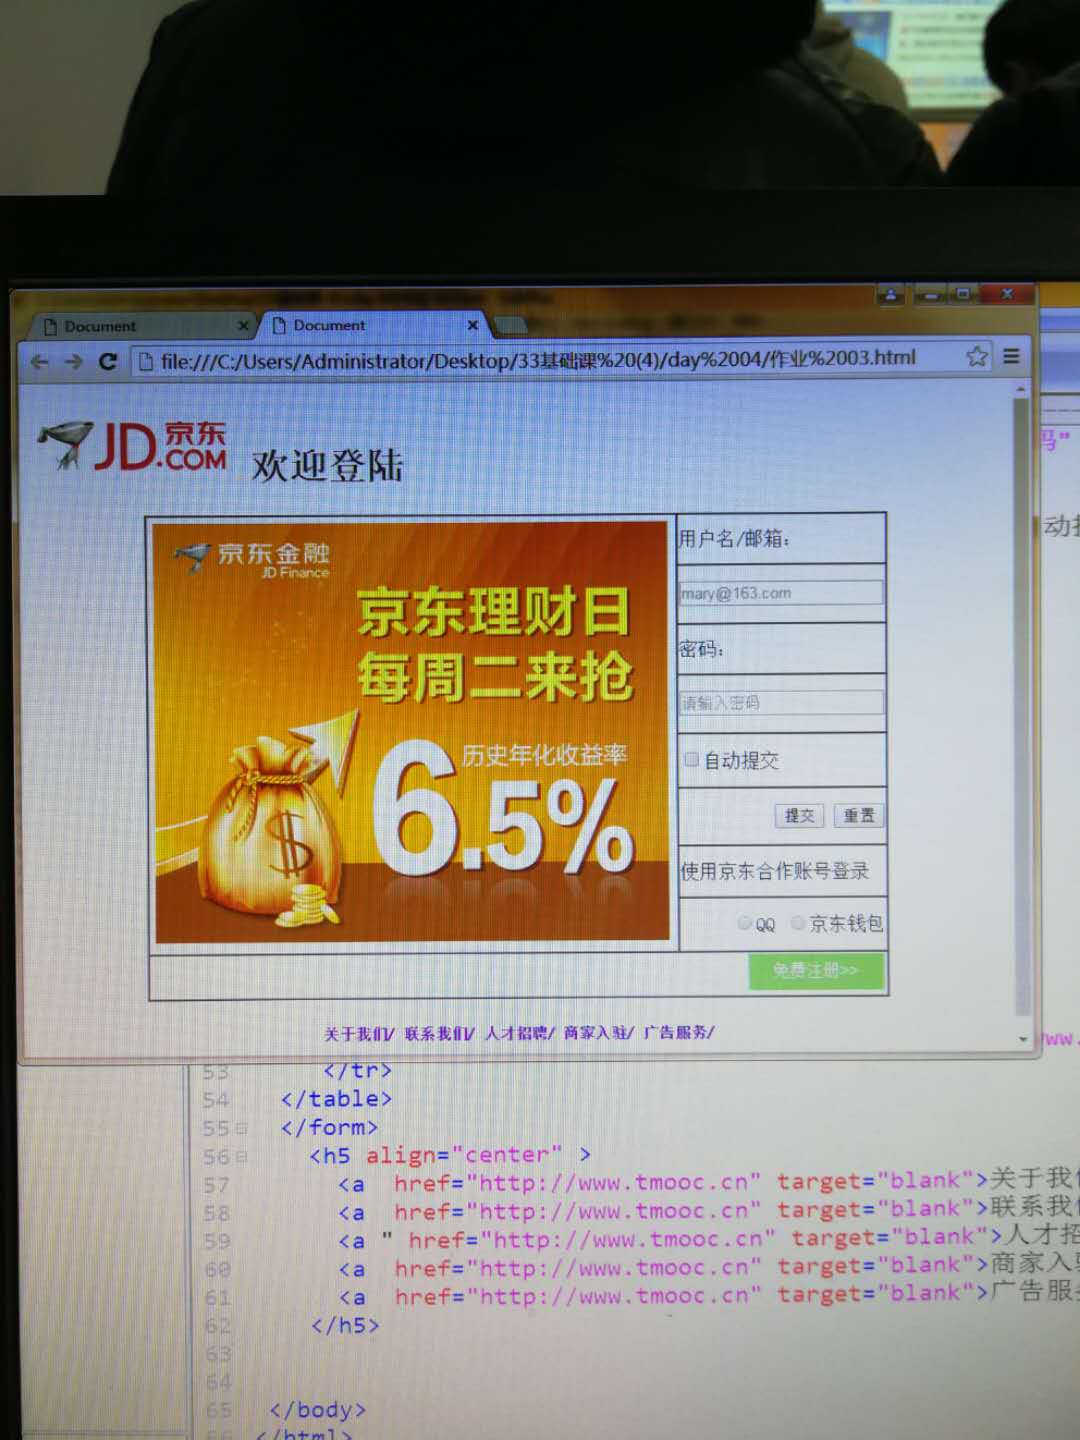 Document
Document
file:///C:/Users/Administrator/Desktop/33基础课%20(4)/day%2004/作业%2003.html
JD.COM 京东
欢迎登陆
京东金融
JD Finance
京东理财日
每周二来抢
历史年化收益率
6.5%
用户名/邮箱:
mary@163.com
密码:
请输入密码
自动提交
提交 重置
使用京东合作账号登录
QQ 京东钱包
免费注册>>
关于我们/ 联系我们/ 人才招聘/ 商家入驻/ 广告服务/
码"
动提
www.
53 </tr>
54 </table>
55 </form>
56 <h5 align="center" >
57 <a  href="http://www.tmooc.cn" target="blank">关于我们
58 <a  href="http://www.tmooc.cn" target="blank">联系我们
59 <a " href="http://www.tmooc.cn" target="blank">人才招
60 <a  href="http://www.tmooc.cn" target="blank">商家入驻
61 <a  href="http://www.tmooc.cn" target="blank">广告服务
62 </h5>
63
64
65 </body>
66 </html>